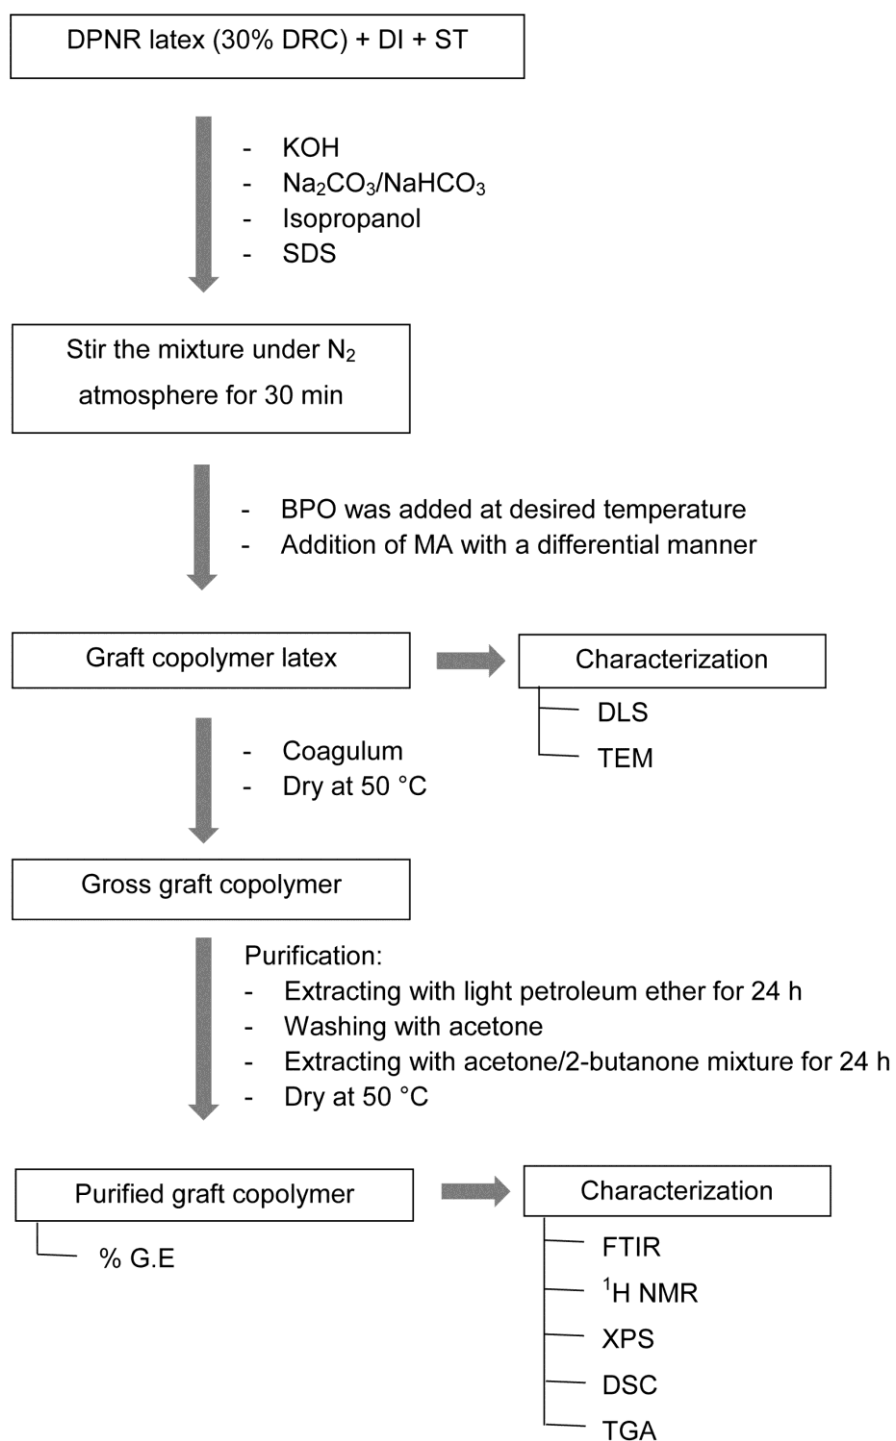 DPNR latex (30% DRC) + DI + ST
- KOH
- Na₂CO₃/NaHCO₃
- Isopropanol
- SDS
Stir the mixture under N₂
atmosphere for 30 min
- BPO was added at desired temperature
- Addition of MA with a differential manner
Graft copolymer latex
Characterization
DLS
TEM
- Coagulum
- Dry at 50 °C
Gross graft copolymer
Purification:
- Extracting with light petroleum ether for 24 h
- Washing with acetone
- Extracting with acetone/2-butanone mixture for 24 h
- Dry at 50 °C
Purified graft copolymer
% G.E
Characterization
FTIR
¹H NMR
XPS
DSC
TGA